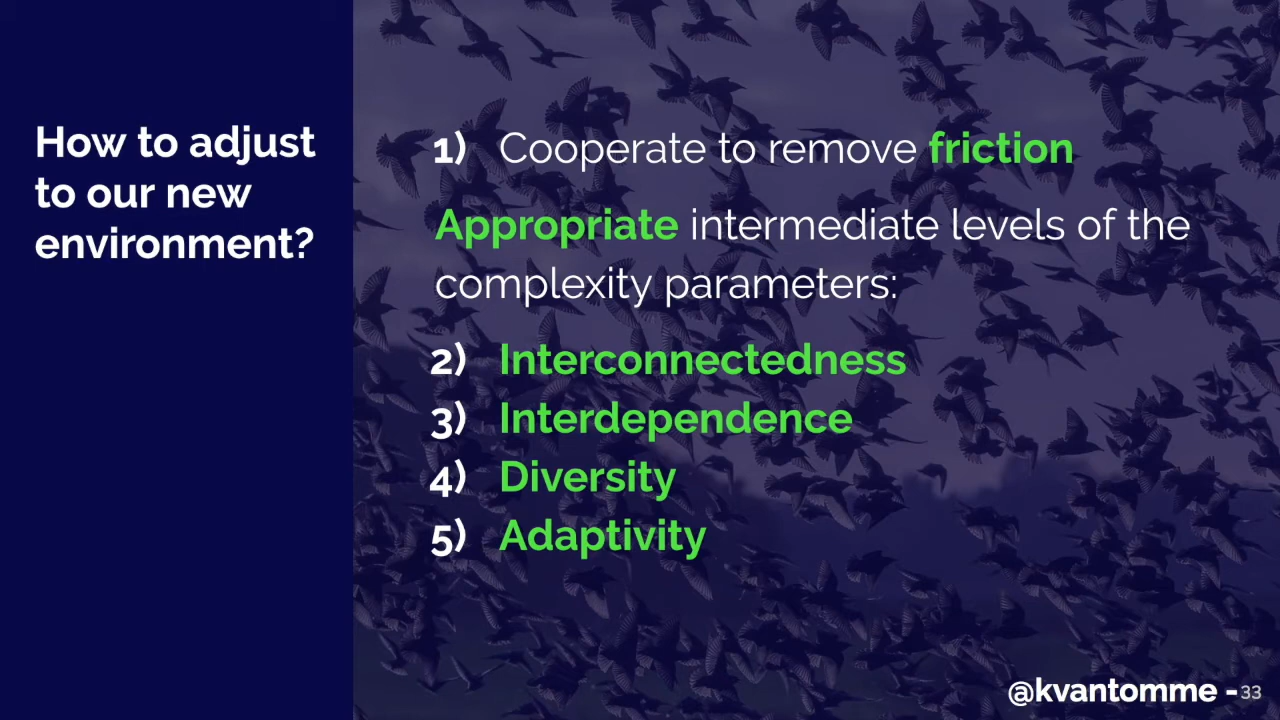 How to adjust
to our new
environment?
1) Cooperate to remove friction
Appropriate intermediate levels of the
complexity parameters:
2) Interconnectedness
3) Interdependence
4) Diversity
5) Adaptivity
@kvantomme - 33